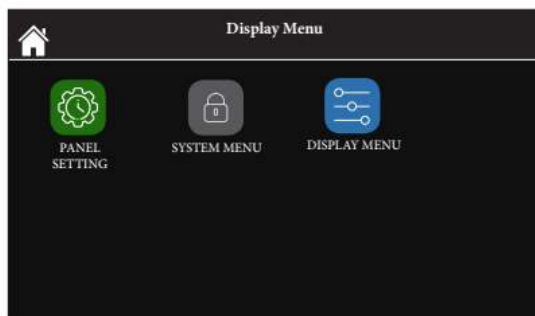 Display Menu
PANEL
SETTING
SYSTEM MENU
DISPLAY MENU